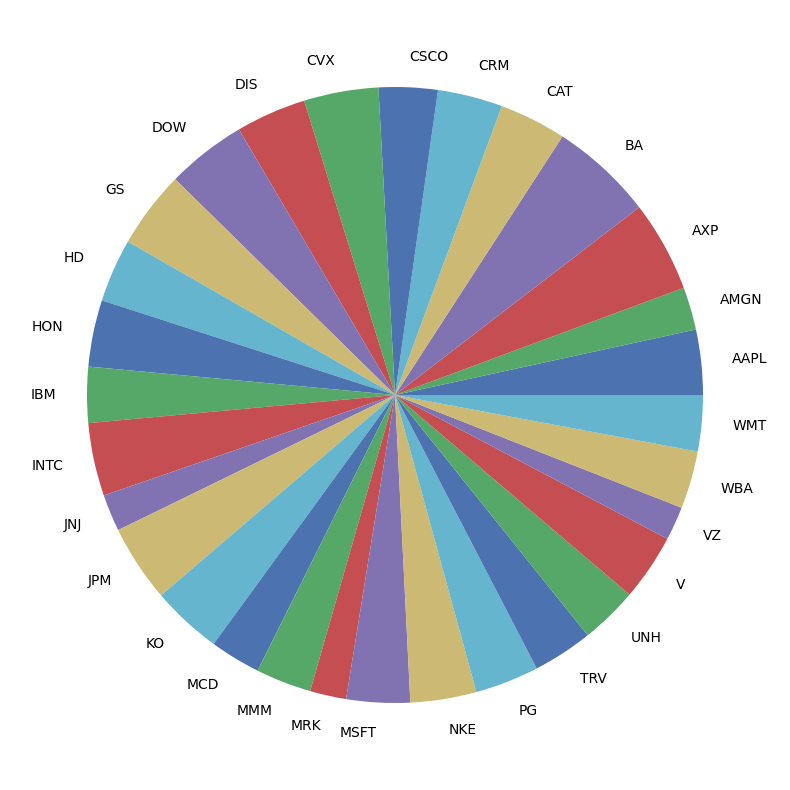 CSCO
CVX
CRM
DIS
CAT
DOW
BA
GS
AXP
HD
AMGN
HON
AAPL
IBM
WMT
INTC
WBA
JNJ
VZ
JPM
V
KO
UNH
MCD
TRV
MMM
PG
MRK
NKE
MSFT